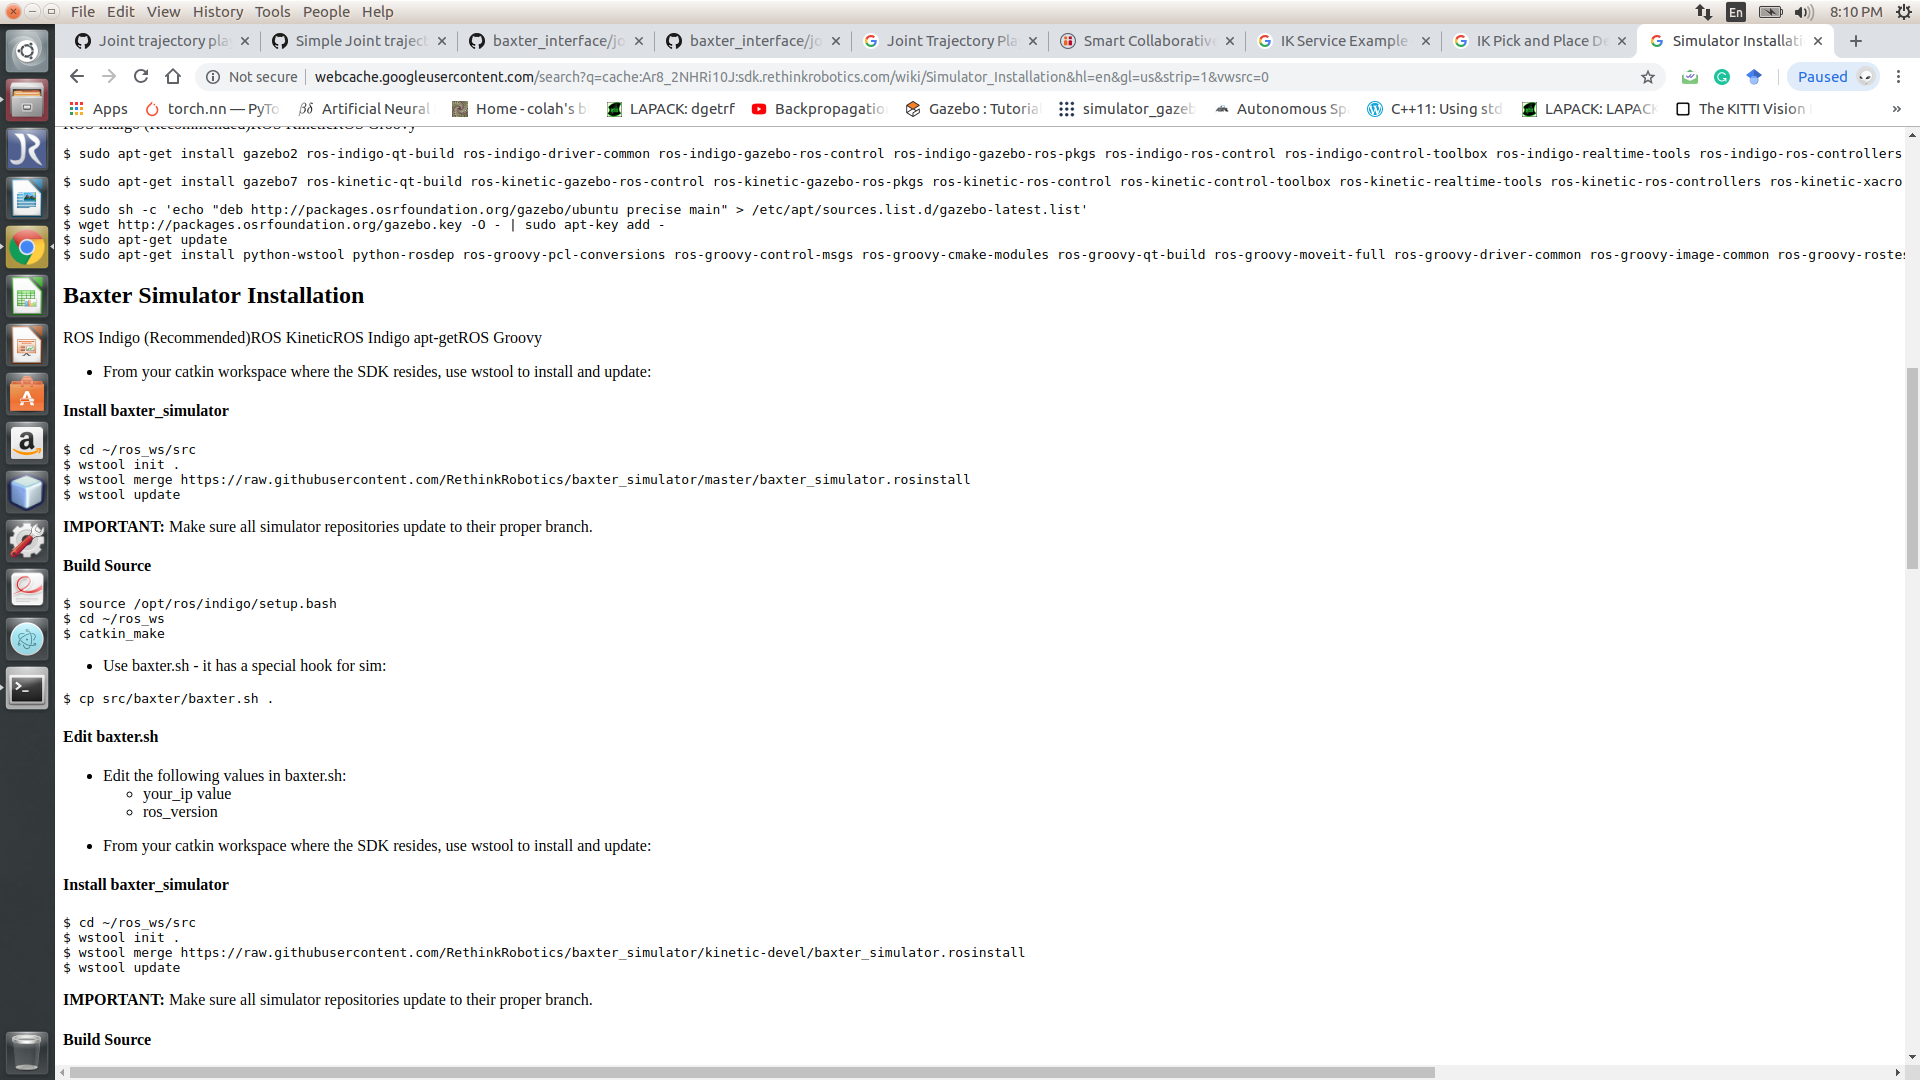 File Edit View History Tools People Help
En 8:10 PM
Joint trajectory pla
Simple Joint traject
baxter_interface/jo
baxter_interface/jo
Joint Trajectory Pla
Smart Collaborative
IK Service Example
IK Pick and Place De
Simulator Installati
Not secure webcache.googleusercontent.com/search?q=cache:Ar8_2NHRi10J:sdk.rethinkrobotics.com/wiki/Simulator_Installation&hl=en&gl=us&strip=1&vwsrc=0
Paused
Apps
torch.nn — PyTo
Artificial Neural
Home - colah's b
LAPACK: dgetrf
Backpropagatio
Gazebo : Tutoria
simulator_gazeb
Autonomous Sp
C++11: Using std
LAPACK: LAPACK
The KITTI Vision
»
ROS Indigo (Recommended)ROS KineticROS Groovy
$ sudo apt-get install gazebo2 ros-indigo-qt-build ros-indigo-driver-common ros-indigo-gazebo-ros-control ros-indigo-gazebo-ros-pkgs ros-indigo-ros-control ros-indigo-control-toolbox ros-indigo-realtime-tools ros-indigo-ros-controllers
$ sudo apt-get install gazebo7 ros-kinetic-qt-build ros-kinetic-gazebo-ros-control ros-kinetic-gazebo-ros-pkgs ros-kinetic-ros-control ros-kinetic-control-toolbox ros-kinetic-realtime-tools ros-kinetic-ros-controllers ros-kinetic-xacro
$ sudo sh -c 'echo "deb http://packages.osrfoundation.org/gazebo/ubuntu precise main" > /etc/apt/sources.list.d/gazebo-latest.list'
$ wget http://packages.osrfoundation.org/gazebo.key -O - | sudo apt-key add -
$ sudo apt-get update
$ sudo apt-get install python-wstool python-rosdep ros-groovy-pcl-conversions ros-groovy-control-msgs ros-groovy-cmake-modules ros-groovy-qt-build ros-groovy-moveit-full ros-groovy-driver-common ros-groovy-image-common ros-groovy-rostes
Baxter Simulator Installation
ROS Indigo (Recommended)ROS KineticROS Indigo apt-getROS Groovy
• From your catkin workspace where the SDK resides, use wstool to install and update:
Install baxter_simulator
$ cd ~/ros_ws/src
$ wstool init .
$ wstool merge https://raw.githubusercontent.com/RethinkRobotics/baxter_simulator/master/baxter_simulator.rosinstall
$ wstool update
IMPORTANT: Make sure all simulator repositories update to their proper branch.
Build Source
$ source /opt/ros/indigo/setup.bash
$ cd ~/ros_ws
$ catkin_make
• Use baxter.sh - it has a special hook for sim:
$ cp src/baxter/baxter.sh .
Edit baxter.sh
• Edit the following values in baxter.sh:
◦ your_ip value
◦ ros_version
• From your catkin workspace where the SDK resides, use wstool to install and update:
Install baxter_simulator
$ cd ~/ros_ws/src
$ wstool init .
$ wstool merge https://raw.githubusercontent.com/RethinkRobotics/baxter_simulator/kinetic-devel/baxter_simulator.rosinstall
$ wstool update
IMPORTANT: Make sure all simulator repositories update to their proper branch.
Build Source